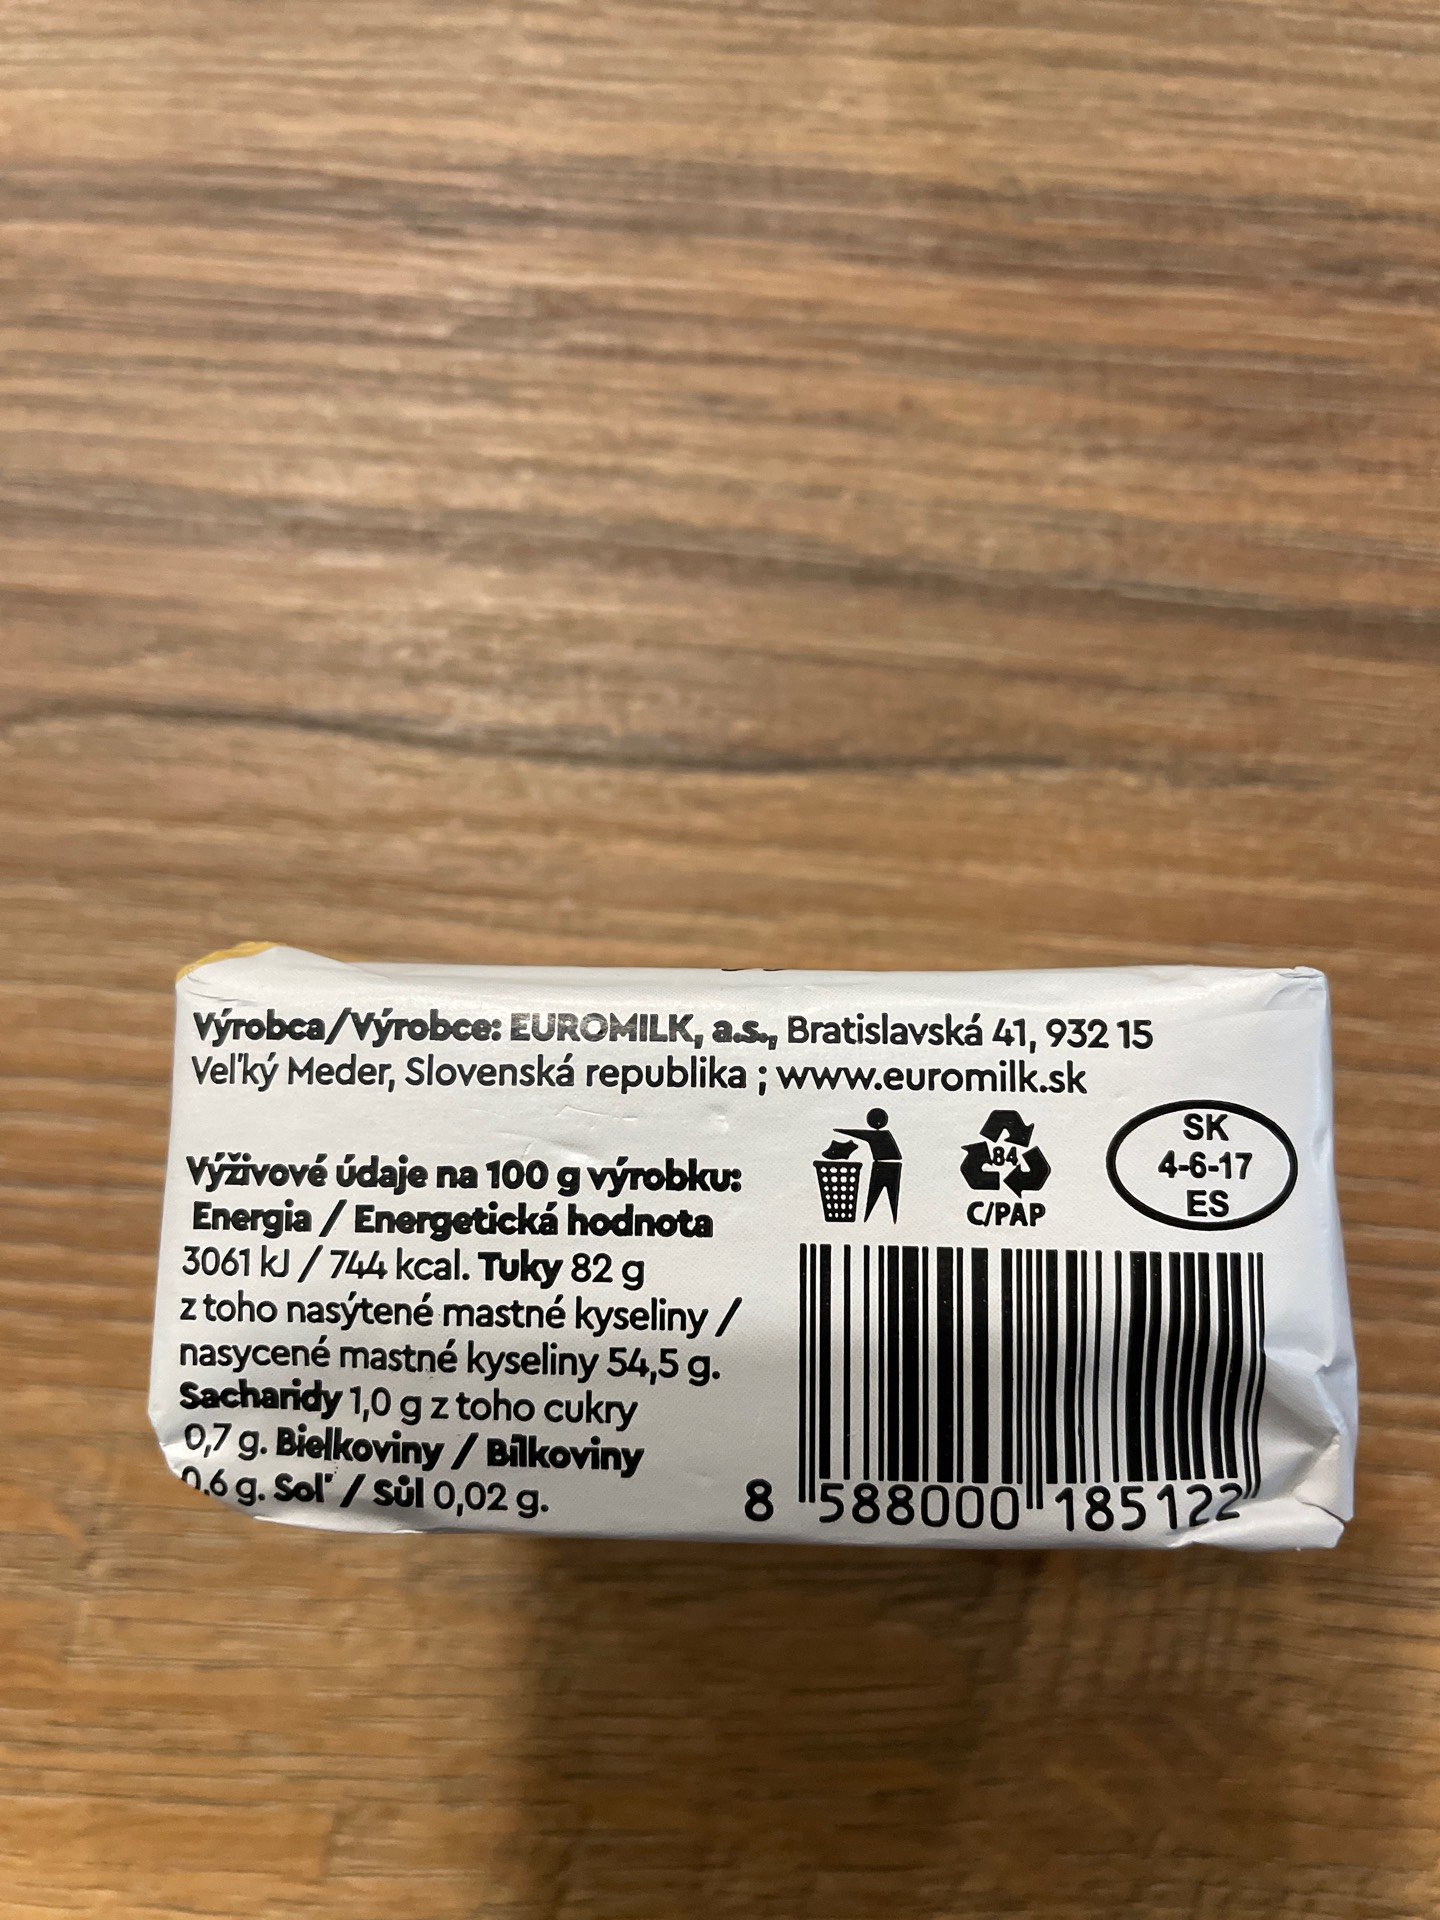 Výrobca/Výrobce: EUROMILK, a.s., Bratislavská 41, 932 15
Veľký Meder, Slovenská republika ; www.euromilk.sk
Výživové údaje na 100 g výrobku:
Energia / Energetická hodnota
3061 kJ / 744 kcal. Tuky 82 g
z toho nasýtené mastné kyseliny /
nasycené mastné kyseliny 54,5 g.
Sacharidy 1,0 g z toho cukry
0,7 g. Bielkoviny / Bílkoviny
0,6 g. Soľ / Sůl 0,02 g.
84
C/PAP
SK
4-6-17
ES
8 588000 185122